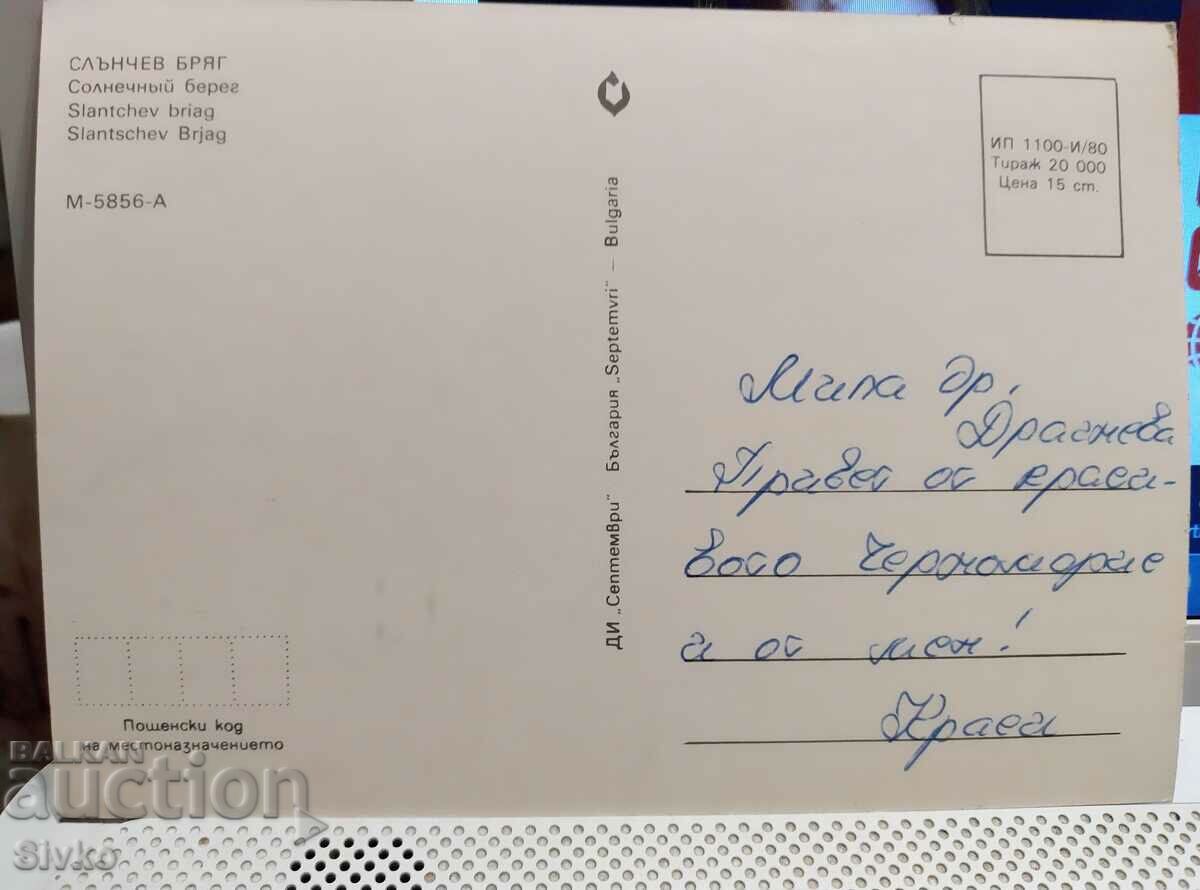 СЛЪНЧЕВ БРЯГ
Солнечный берег
Slantchev briag
Slantschev Brjag
М-5856-А
ДИ „Септември" България „Septemvri" – Bulgaria
ИП 1100-И/80
Тираж 20 000
Цена 15 ст.
Мила др.
Драгнева
Привет от краси-
вото Черноморие
и от мен!
Краси
Пощенски код
на местоназначението
BALKAN
auction
Sivko